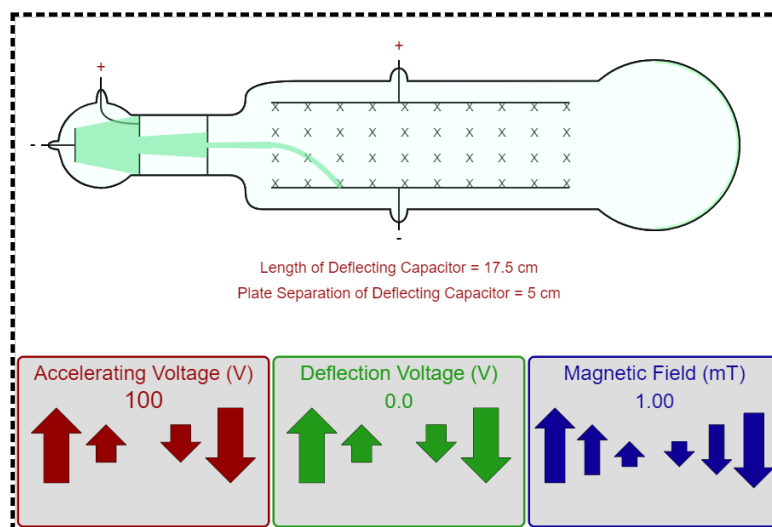 +
+
-
X X X X X X X X X X
X X X X X X X X X X
X X X X X X X X X X
X X X X X X X X X X
-
Length of Deflecting Capacitor = 17.5 cm
Plate Separation of Deflecting Capacitor = 5 cm
Accelerating Voltage (V)
100
Deflection Voltage (V)
0.0
Magnetic Field (mT)
1.00